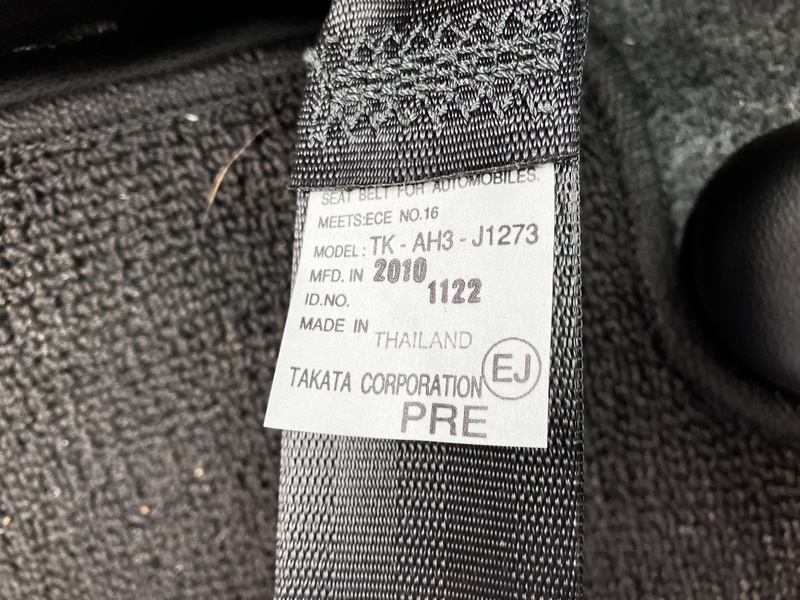 SEAT BELT FOR AUTOMOBILES.
MEETS:ECE NO.16
MODEL: TK-AH3-J1273
MFD. IN 2010
ID.NO. 1122
MADE IN THAILAND
EJ
TAKATA CORPORATION
PRE